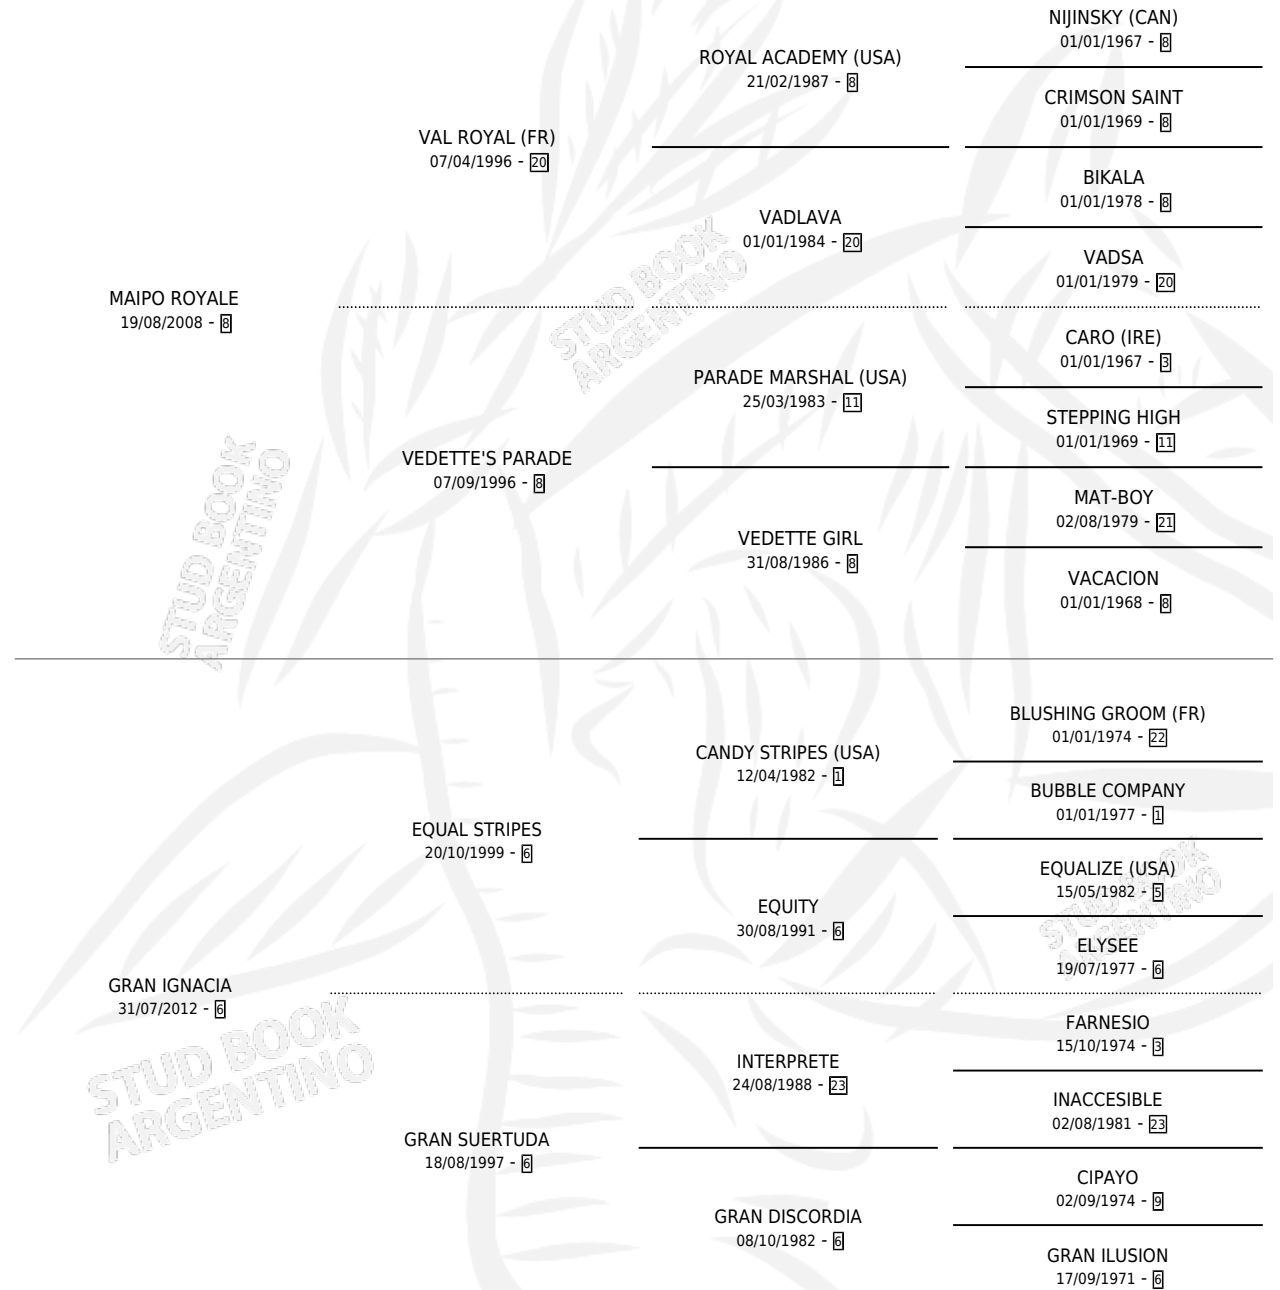 NIJINSKY (CAN)
01/01/1967 - 8
ROYAL ACADEMY (USA)
21/02/1987 - 8
CRIMSON SAINT
01/01/1969 - 8
VAL ROYAL (FR)
07/04/1996 - 20
BIKALA
01/01/1978 - 8
VADLAVA
01/01/1984 - 20
VADSA
01/01/1979 - 20
MAIPO ROYALE
19/08/2008 - 8
STUD BOOK
ARGENTINO
CARO (IRE)
01/01/1967 - 3
PARADE MARSHAL (USA)
25/03/1983 - 11
STEPPING HIGH
01/01/1969 - 11
VEDETTE'S PARADE
07/09/1996 - 8
MAT-BOY
02/08/1979 - 21
VEDETTE GIRL
31/08/1986 - 8
VACACION
01/01/1968 - 8
STUD BOOK
ARGENTINO
BLUSHING GROOM (FR)
01/01/1974 - 22
CANDY STRIPES (USA)
12/04/1982 - 1
BUBBLE COMPANY
01/01/1977 - 1
EQUAL STRIPES
20/10/1999 - 6
EQUALIZE (USA)
15/05/1982 - 5
EQUITY
30/08/1991 - 6
ELYSEE
19/07/1977 - 6
STUD BOOK
ARGENTINO
GRAN IGNACIA
31/07/2012 - 6
FARNESIO
15/10/1974 - 3
INTERPRETE
24/08/1988 - 23
INACCESIBLE
02/08/1981 - 23
STUD BOOK
ARGENTINO
GRAN SUERTUDA
18/08/1997 - 6
CIPAYO
02/09/1974 - 9
GRAN DISCORDIA
08/10/1982 - 6
GRAN ILUSION
17/09/1971 - 6